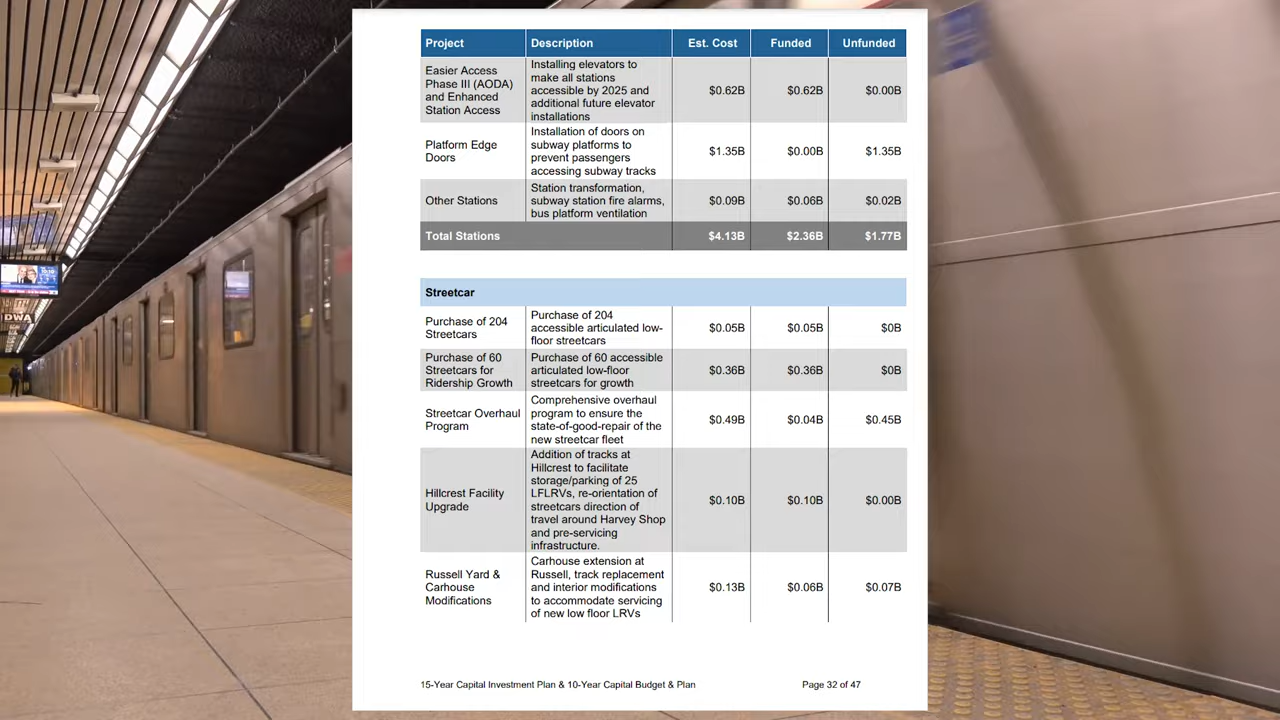 Project Description Est. Cost Funded Unfunded
Easier Access
Phase III (AODA)
and Enhanced
Station Access
Installing elevators to
make all stations
accessible by 2025 and
additional future elevator
installations
$0.62B $0.62B $0.00B
Platform Edge
Doors
Installation of doors on
subway platforms to
prevent passengers
accessing subway tracks
$1.35B $0.00B $1.35B
Other Stations
Station transformation,
subway station fire alarms,
bus platform ventilation
$0.09B $0.06B $0.02B
Total Stations $4.13B $2.36B $1.77B
Streetcar
Purchase of 204
Streetcars
Purchase of 204
accessible articulated low-
floor streetcars
$0.05B $0.05B $0B
Purchase of 60
Streetcars for
Ridership Growth
Purchase of 60 accessible
articulated low-floor
streetcars for growth
$0.36B $0.36B $0B
Streetcar Overhaul
Program
Comprehensive overhaul
program to ensure the
state-of-good-repair of the
new streetcar fleet
$0.49B $0.04B $0.45B
Hillcrest Facility
Upgrade
Addition of tracks at
Hillcrest to facilitate
storage/parking of 25
LFLRVs, re-orientation of
streetcars direction of
travel around Harvey Shop
and pre-servicing
infrastructure.
$0.10B $0.10B $0.00B
Russell Yard &
Carhouse
Modifications
Carhouse extension at
Russell, track replacement
and interior modifications
to accommodate servicing
of new low floor LRVs
$0.13B $0.06B $0.07B
15-Year Capital Investment Plan & 10-Year Capital Budget & Plan Page 32 of 47
DWA